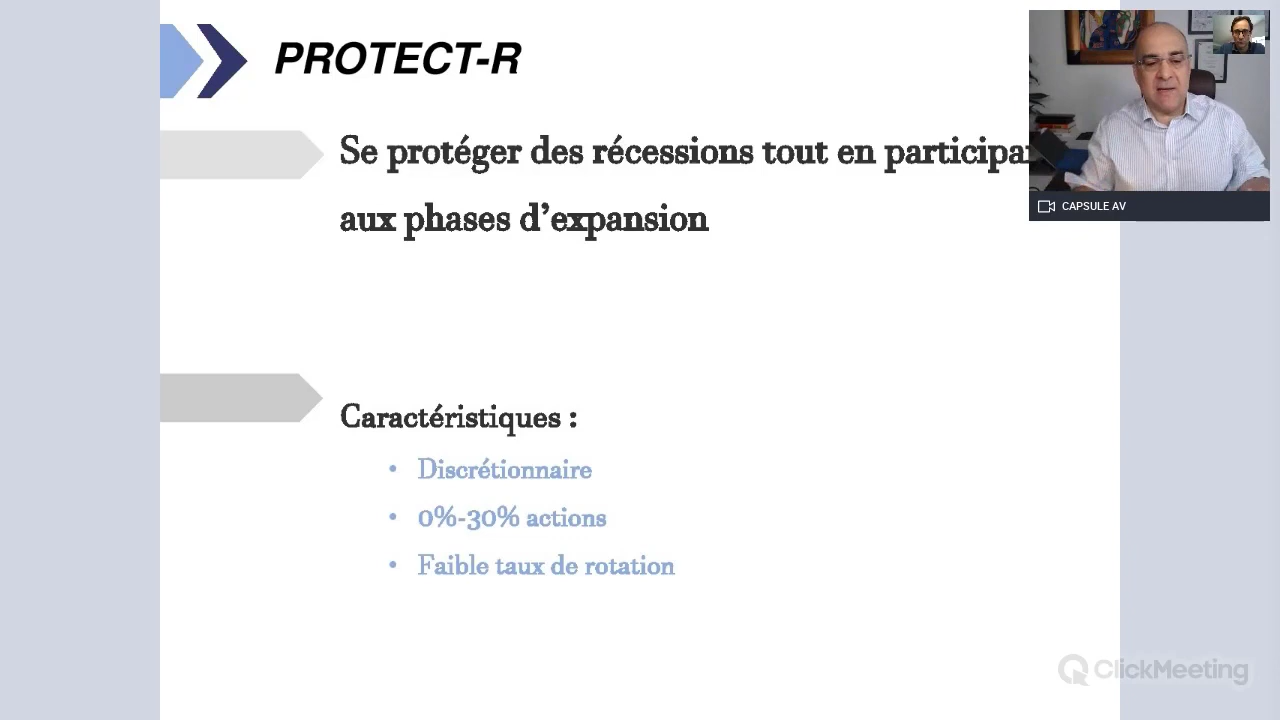 PROTECT-R
Se protéger des récessions tout en
aux phases d’expansion
Caractéristiques :
• Discrétionnaire
• 0%-30% actions
• Faible taux de rotation
CAPSULE AV
ClickMeeting